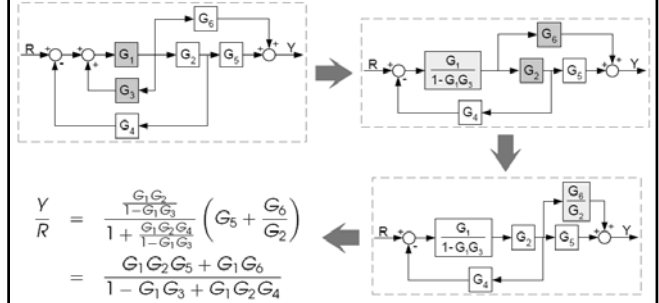 G₆
R + - + + G₁ G₂ G₅ + + Y
G₃
G₄
G₆
R + - G₁ / 1-G₁G₃ G₂ G₅ + + Y
G₄
G₆ / G₂
R + - G₁ / 1-G₁G₃ G₂ G₅ + + Y
G₄
Y/R = (G₁G₂ / 1-G₁G₃) / (1 + G₁G₂G₄ / 1-G₁G₃) (G₅ + G₆/G₂)
= G₁G₂G₅ + G₁G₆ / 1 - G₁G₃ + G₁G₂G₄